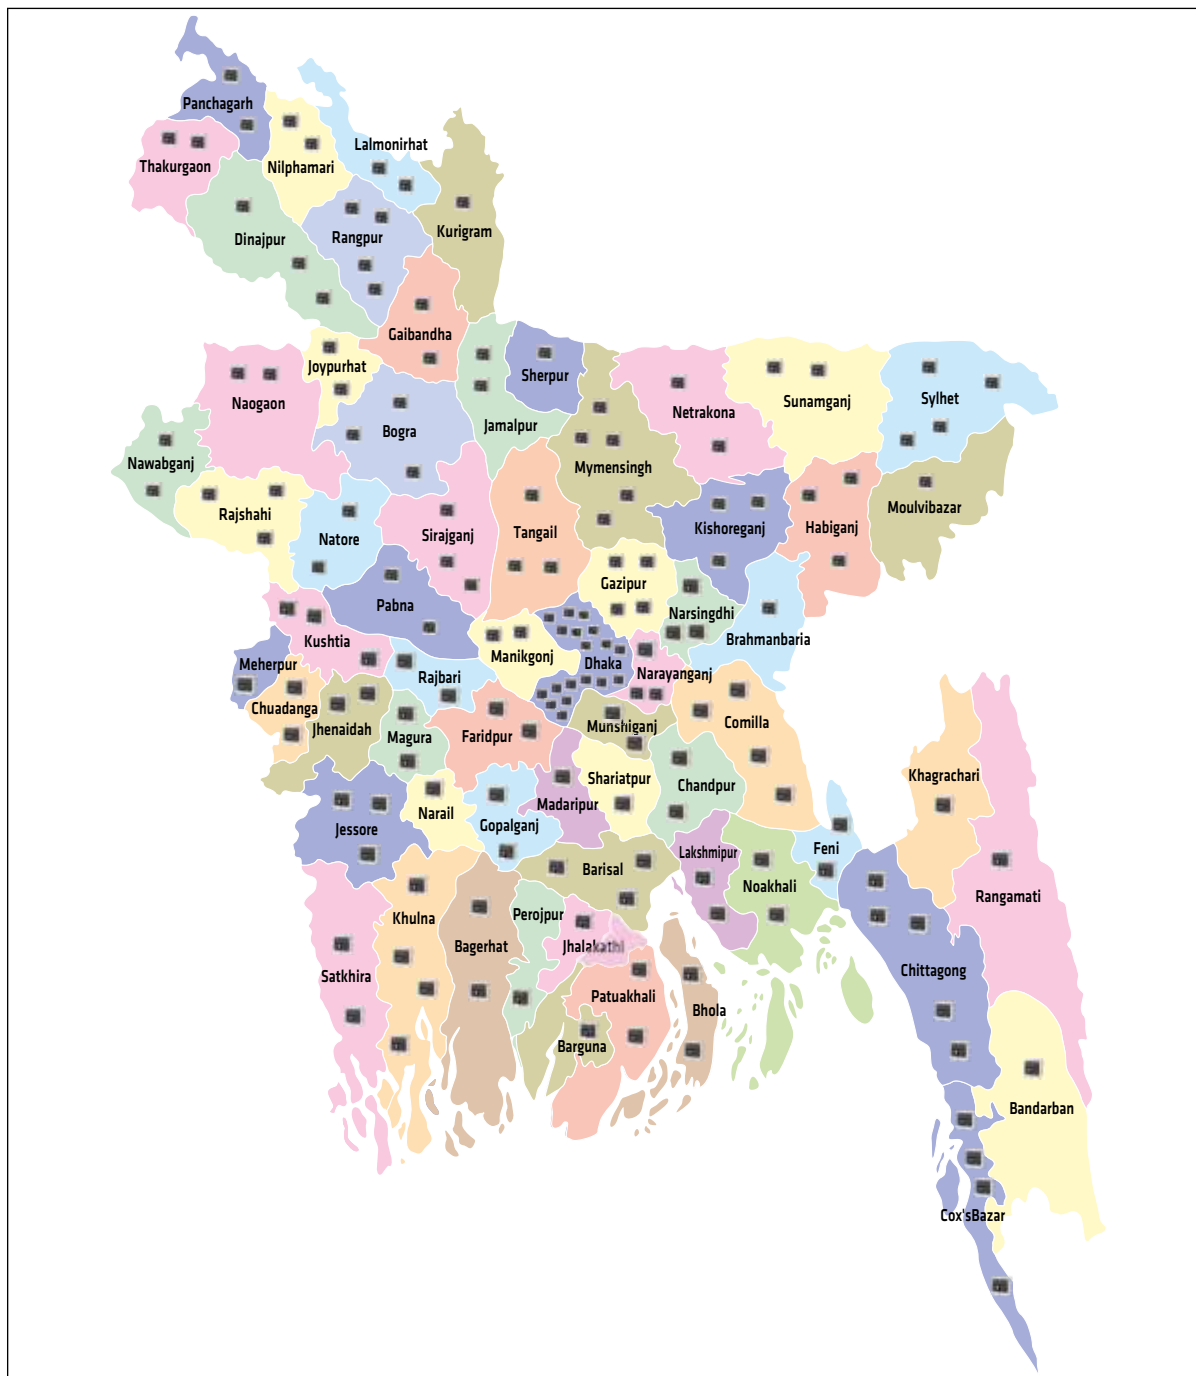 Panchagarh
Lalmonirhat
Thakurgaon
Nilphamari
Kurigram
Dinajpur
Rangpur
Gaibandha
Joypurhat
Sherpur
Naogaon
Netrakona
Sunamganj
Sylhet
Bogra
Jamalpur
Nawabganj
Mymensingh
Rajshahi
Kishoreganj
Habiganj
Moulvibazar
Natore
Sirajganj
Tangail
Gazipur
Pabna
Narsingdhi
Kushtia
Brahmanbaria
Meherpur
Manikgonj
Dhaka
Rajbari
Narayanganj
Chuadanga
Jhenaidah
Magura
Faridpur
Munshiganj
Comilla
Khagrachari
Shariatpur
Chandpur
Madaripur
Narail
Jessore
Gopalganj
Lakshmipur
Feni
Barisal
Noakhali
Rangamati
Khulna
Perojpur
Bagerhat
Jhalakathi
Satkhira
Chittagong
Patuakhali
Bhola
Barguna
Bandarban
Cox'sBazar